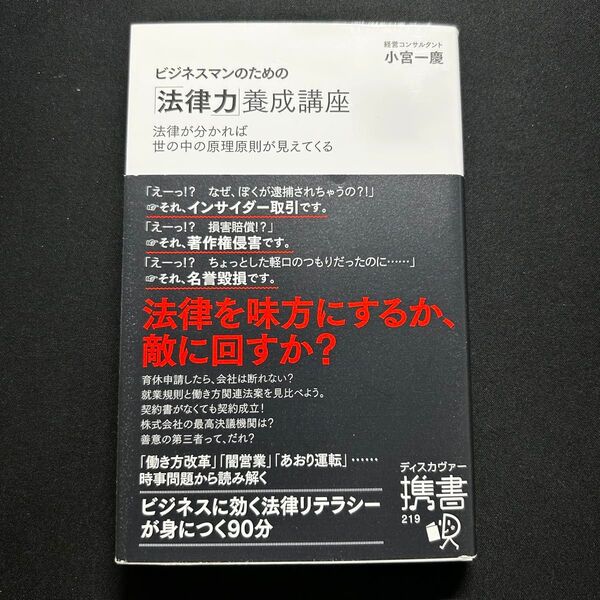 経営コンサルタント
小宮一慶
ビジネスマンのための
「法律力」養成講座
法律が分かれば
世の中の原理原則が見えてくる
「えーっ!? なぜ、ぼくが逮捕されちゃうの?!」
☞それ、インサイダー取引です。
「えーっ!? 損害賠償!?」
☞それ、著作権侵害です。
「えーっ!? ちょっとした軽口のつもりだったのに……」
☞それ、名誉毀損です。
法律を味方にするか、
敵に回すか?
育休申請したら、会社は断れない?
就業規則と働き方関連法案を見比べよう。
契約書がなくても契約成立!
株式会社の最高決議機関は?
善意の第三者って、だれ?
「働き方改革」「闇営業」「あおり運転」……
時事問題から読み解く
ビジネスに効く法律リテラシー
が身につく90分
ディスカヴァー
携書
219